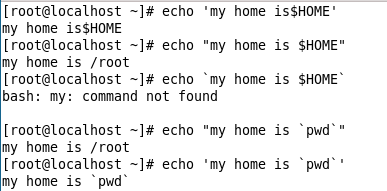 [root@localhost ~]# echo 'my home is$HOME'
my home is$HOME
[root@localhost ~]# echo "my home is $HOME"
my home is /root
[root@localhost ~]# echo `my home is $HOME`
bash: my: command not found

[root@localhost ~]# echo "my home is `pwd`"
my home is /root
[root@localhost ~]# echo 'my home is `pwd`'
my home is `pwd`